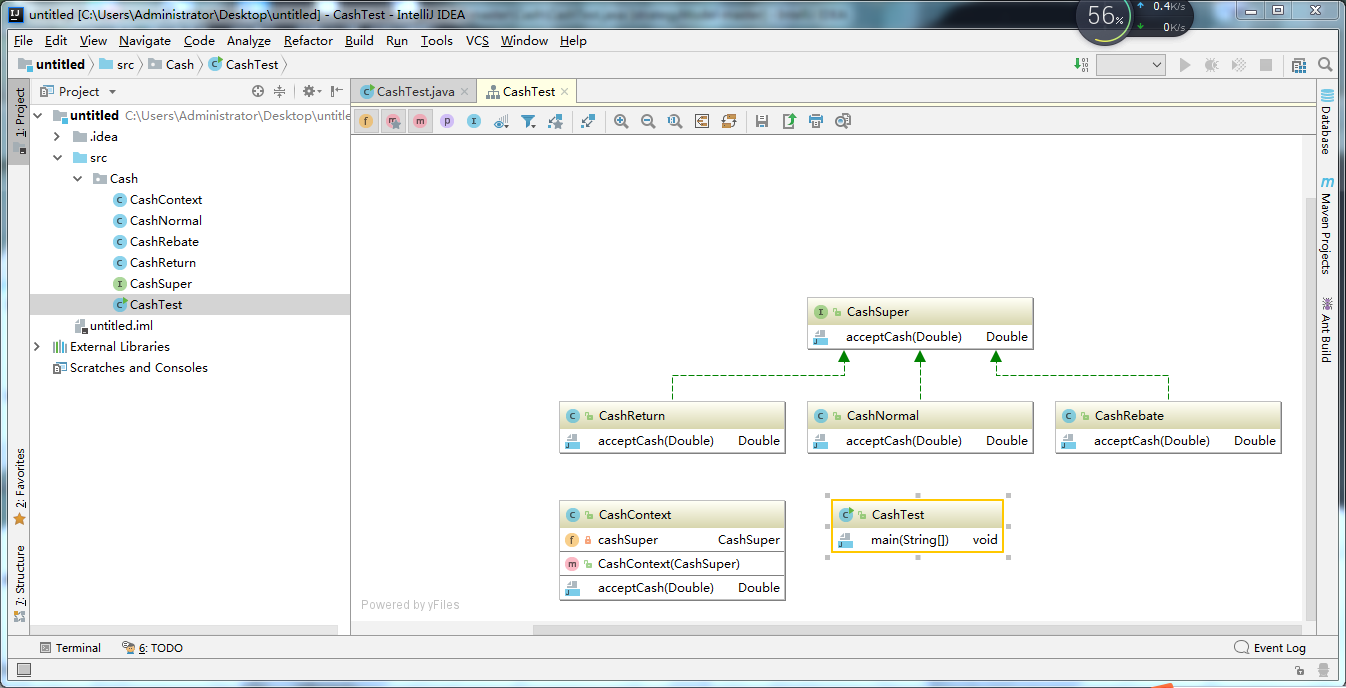 untitled [C:\Users\Administrator\Desktop\untitled] - CashTest - IntelliJ IDEA
56%
0.4K/s
0K/s
File Edit View Navigate Code Analyze Refactor Build Run Tools VCS Window Help
untitled src Cash CashTest
1: Project
Project
CashTest.java
CashTest
untitled C:\Users\Administrator\Desktop\untitle
.idea
src
Cash
CashContext
CashNormal
CashRebate
CashReturn
CashSuper
CashTest
untitled.iml
External Libraries
Scratches and Consoles
2: Favorites
7: Structure
CashSuper
acceptCash(Double) Double
CashReturn
acceptCash(Double) Double
CashNormal
acceptCash(Double) Double
CashRebate
acceptCash(Double) Double
CashContext
cashSuper CashSuper
CashContext(CashSuper)
acceptCash(Double) Double
CashTest
main(String[]) void
Powered by yFiles
Database
Maven Projects
Ant Build
Terminal
6: TODO
Event Log